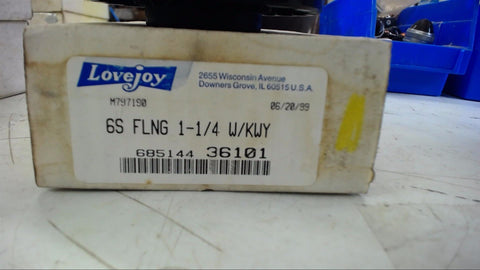 Lovejoy
2655 Wisconsin Avenue
Downers Grove, IL 60515 U.S.A.
M797190 06/20/99
6S FLNG 1-1/4 W/KWY
685144 36101